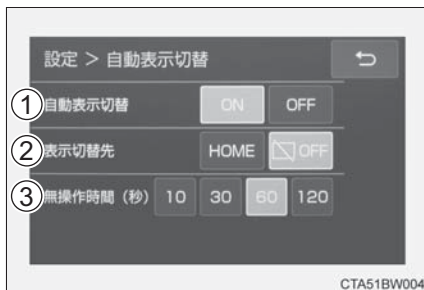 設定 > 自動表示切替
① 自動表示切替 ON OFF
② 表示切替先 HOME OFF
③ 無操作時間（秒） 10 30 60 120
CTA51BW004